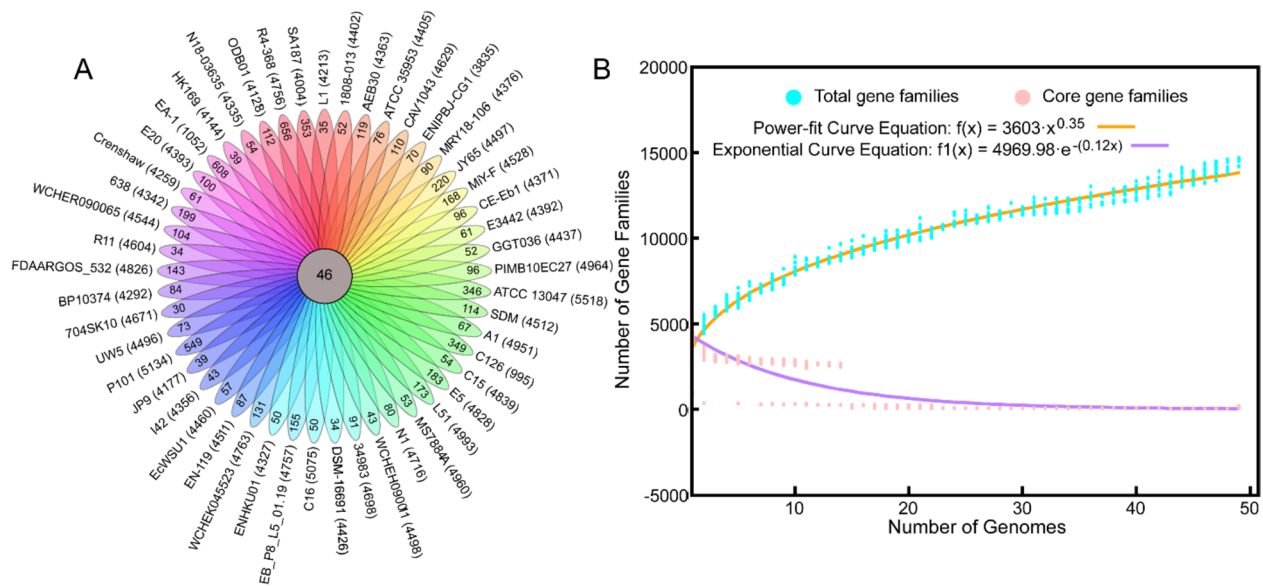 A
L1 (4213)
35
1808-013 (4402)
52
AEB30 (4363)
119
ATCC 35953 (4405)
76
CAV1043 (4629)
110
ENIPBJ-CG1 (3835)
70
MRY18-106 (4376)
90
JY65 (4497)
220
MIY-F (4528)
168
CE-Eb1 (4371)
96
E3442 (4392)
61
GGT036 (4437)
52
PIMB10EC27 (4964)
96
ATCC 13047 (5518)
346
SDM (4512)
114
A1 (4951)
67
C126 (995)
349
C15 (4839)
54
E5 (4828)
183
L51 (4993)
173
MS7884A (4960)
53
N1 (4716)
80
WCHEH090011 (4498)
43
34983 (4698)
91
DSM-16691 (4426)
34
C16 (5075)
50
EB_P8_L5_01.19 (4757)
155
ENHKU01 (4327)
50
WCHEK045523 (4763)
131
EN-119 (4511)
87
EcWSU1 (4460)
57
I42 (4356)
43
JP9 (4177)
39
P101 (5134)
549
UW5 (4496)
73
704SK10 (4671)
30
BP10374 (4292)
84
FDAARGOS_532 (4826)
143
R11 (4604)
34
WCHER090065 (4544)
104
638 (4342)
199
Crenshaw (4259)
61
E20 (4393)
100
EA-1 (1052)
608
HK169 (4144)
39
N18-03635 (4335)
54
ODB01 (4128)
112
R4-368 (4756)
656
SA187 (4004)
353
46
B
Total gene families
Core gene families
Power-fit Curve Equation: f(x) = 3603·x0.35
Exponential Curve Equation: f1(x) = 4969.98·e-(0.12x)
Number of Gene Families
20000
15000
10000
5000
0
-5000
10
20
30
40
50
Number of Genomes